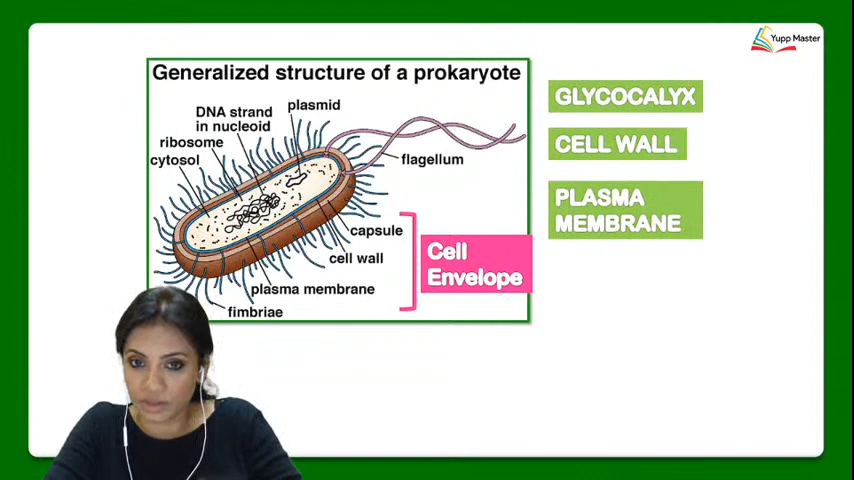 Yupp Master
Generalized structure of a prokaryote
DNA strand
in nucleoid
plasmid
ribosome
cytosol
flagellum
capsule
cell wall
plasma membrane
fimbriae
Cell
Envelope
GLYCOCALYX
CELL WALL
PLASMA
MEMBRANE